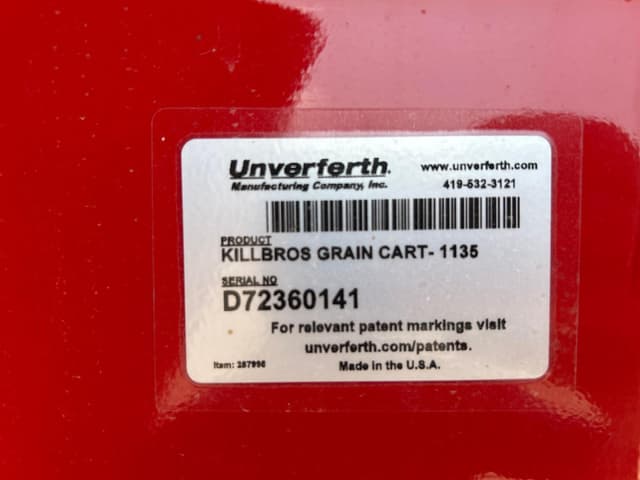 Unverferth.
www.unverferth.com
Manufacturing Company, Inc.
419-532-3121
PRODUCT
KILLBROS GRAIN CART- 1135
SERIAL NO
D72360141
For relevant patent markings visit
unverferth.com/patents.
Made in the U.S.A.